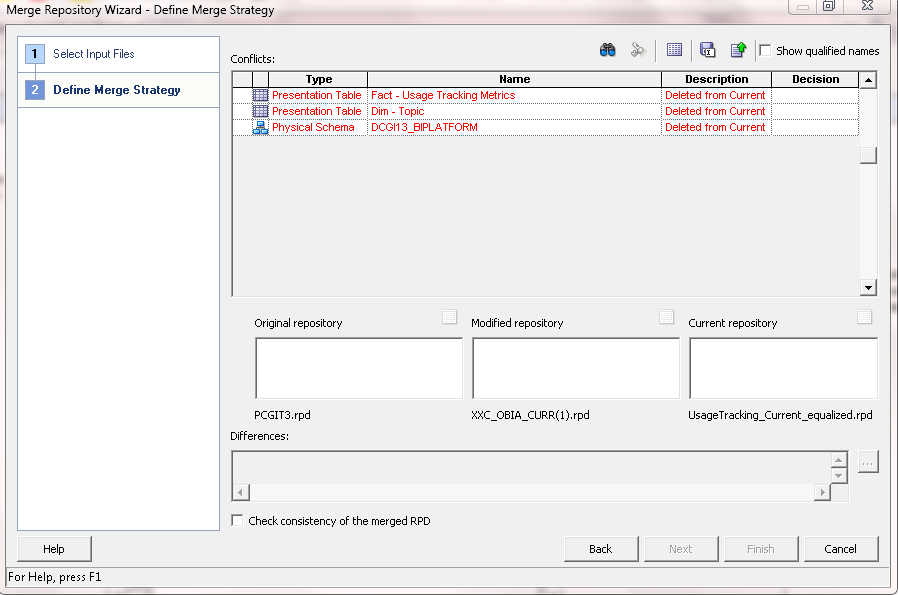 Merge Repository Wizard - Define Merge Strategy
1 Select Input Files
2 Define Merge Strategy
Conflicts:
Show qualified names
Type Name Description Decision
Presentation Table Fact - Usage Tracking Metrics Deleted from Current
Presentation Table Dim - Topic Deleted from Current
Physical Schema DCGI13_BIPLATFORM Deleted from Current
Original repository Modified repository Current repository
PCGIT3.rpd XXC_OBIA_CURR(1).rpd UsageTracking_Current_equalized.rpd
Differences:
...
Check consistency of the merged RPD
Help Back Next Finish Cancel
For Help, press F1